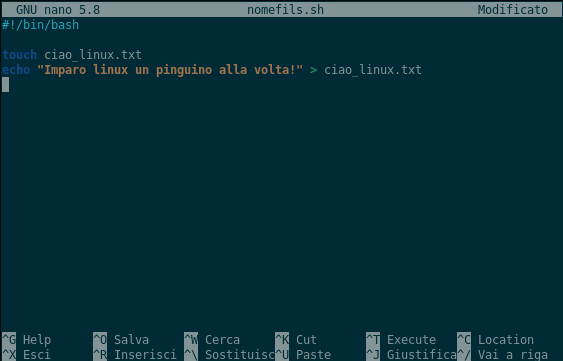 GNU nano 5.8 nomefils.sh Modificato
#!/bin/bash
touch ciao_linux.txt
echo "Imparo linux un pinguino alla volta!" > ciao_linux.txt
^G Help ^O Salva ^W Cerca ^K Cut ^T Execute ^C Location
^X Esci ^R Inserisci ^\ Sostituisc ^U Paste ^J Giustifica ^/ Vai a riga